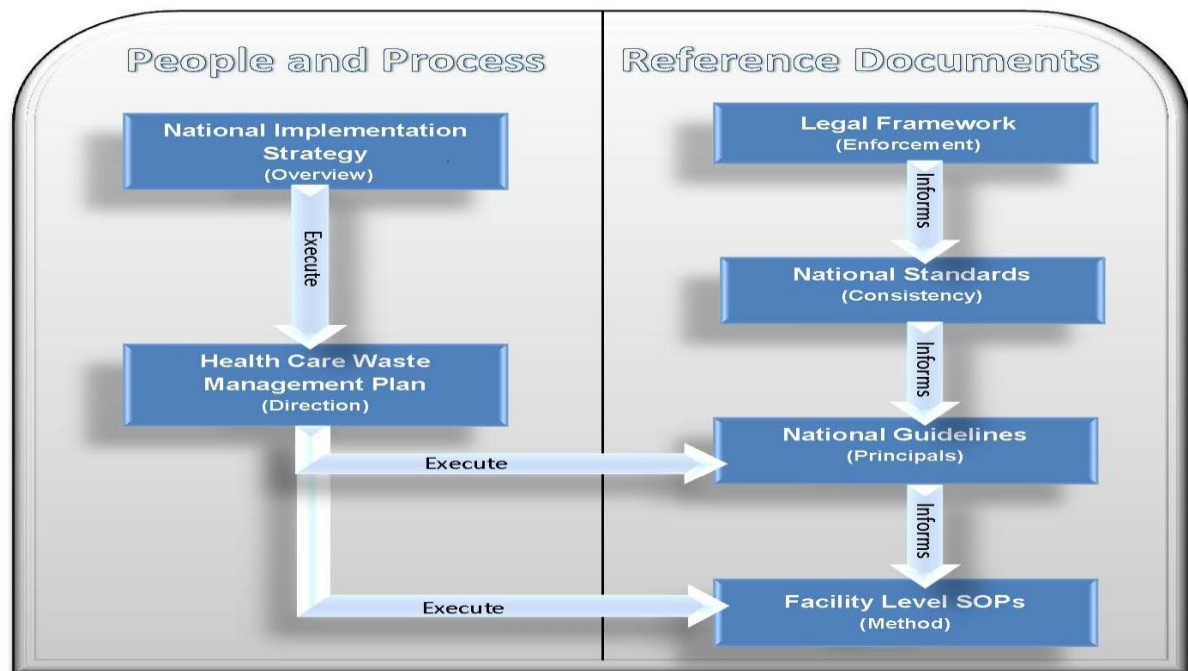 People and Process
National Implementation
Strategy
(Overview)
Execute
Health Care Waste
Management Plan
(Direction)
Execute
Execute
Reference Documents
Legal Framework
(Enforcement)
Informs
National Standards
(Consistency)
Informs
National Guidelines
(Principals)
Informs
Facility Level SOPs
(Method)